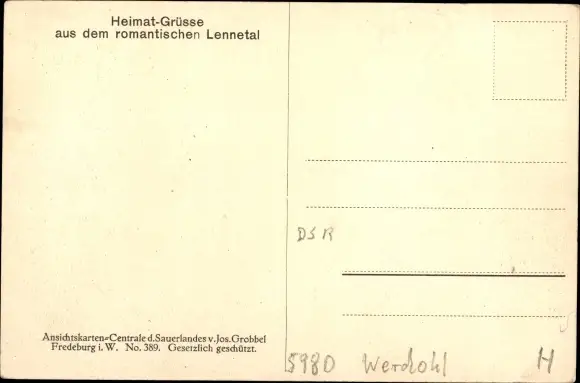 Heimat-Grüsse
aus dem romantischen Lennetal
DSR
Ansichtskarten-Centrale d. Sauerlandes v. Jos. Grobbel
Fredeburg i. W. No. 389. Gesetzlich geschützt.
5980 Werdohl H